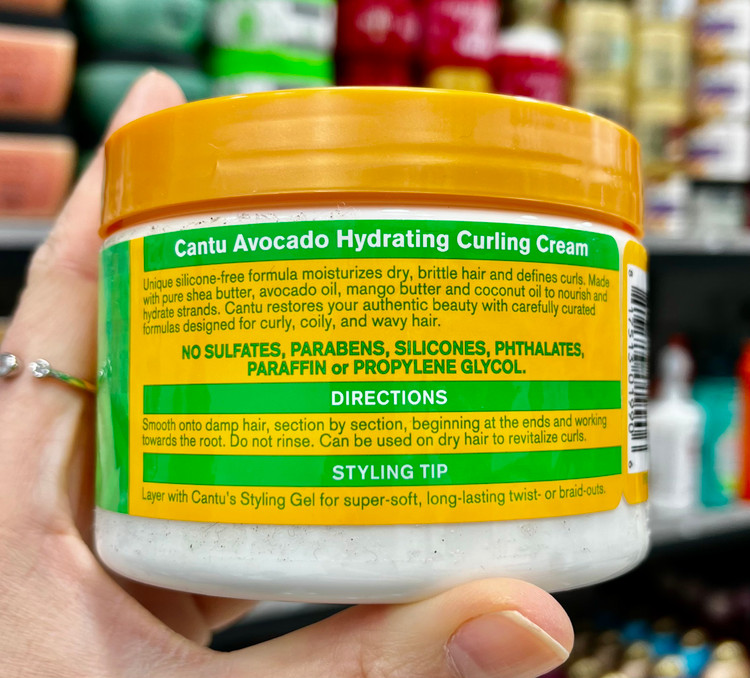 Cantu Avocado Hydrating Curling Cream
Unique silicone-free formula moisturizes dry, brittle hair and defines curls. Made
with pure shea butter, avocado oil, mango butter and coconut oil to nourish and
hydrate strands. Cantu restores your authentic beauty with carefully curated
formulas designed for curly, coily, and wavy hair.
NO SULFATES, PARABENS, SILICONES, PHTHALATES,
PARAFFIN or PROPYLENE GLYCOL.
DIRECTIONS
Smooth onto damp hair, section by section, beginning at the ends and working
towards the root. Do not rinse. Can be used on dry hair to revitalize curls.
STYLING TIP
Layer with Cantu's Styling Gel for super-soft, long-lasting twist- or braid-outs.